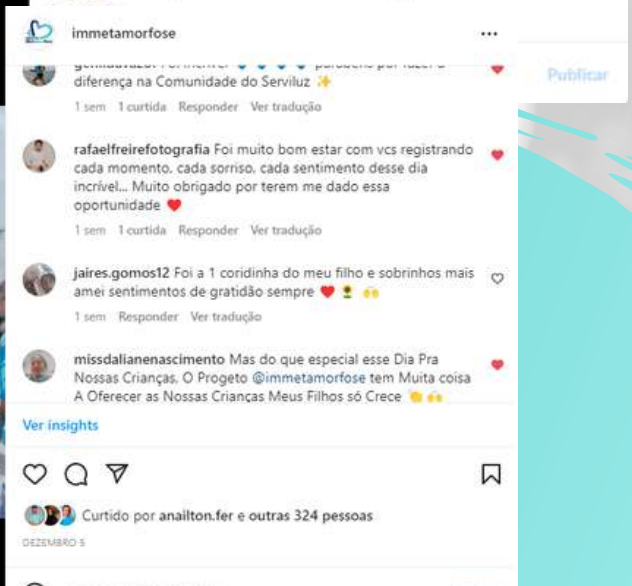 immetamorfose
Publicar
diferença na Comunidade do Serviluz ✨
1 sem 1 curtida Responder Ver tradução
rafaelfreirefotografia Foi muito bom estar com vcs registrando
cada momento, cada sorriso, cada sentimento desse dia
incrível... Muito obrigado por terem me dado essa
oportunidade ❤️
1 sem 1 curtida Responder Ver tradução
jaires.gomos12 Foi a 1 coridinha do meu filho e sobrinhos mais
amei sentimentos de gratidão sempre ❤️ 🌻 🙌
1 sem Responder Ver tradução
missdalianenascimento Mas do que especial esse Dia Pra
Nossas Crianças, O Progeto @immetamorfose tem Muita coisa
A Oferecer as Nossas Crianças Meus Filhos só Crece 👏 🙌
Ver insights
Curtido por anailton.fer e outras 324 pessoas
DEZEMBRO 5